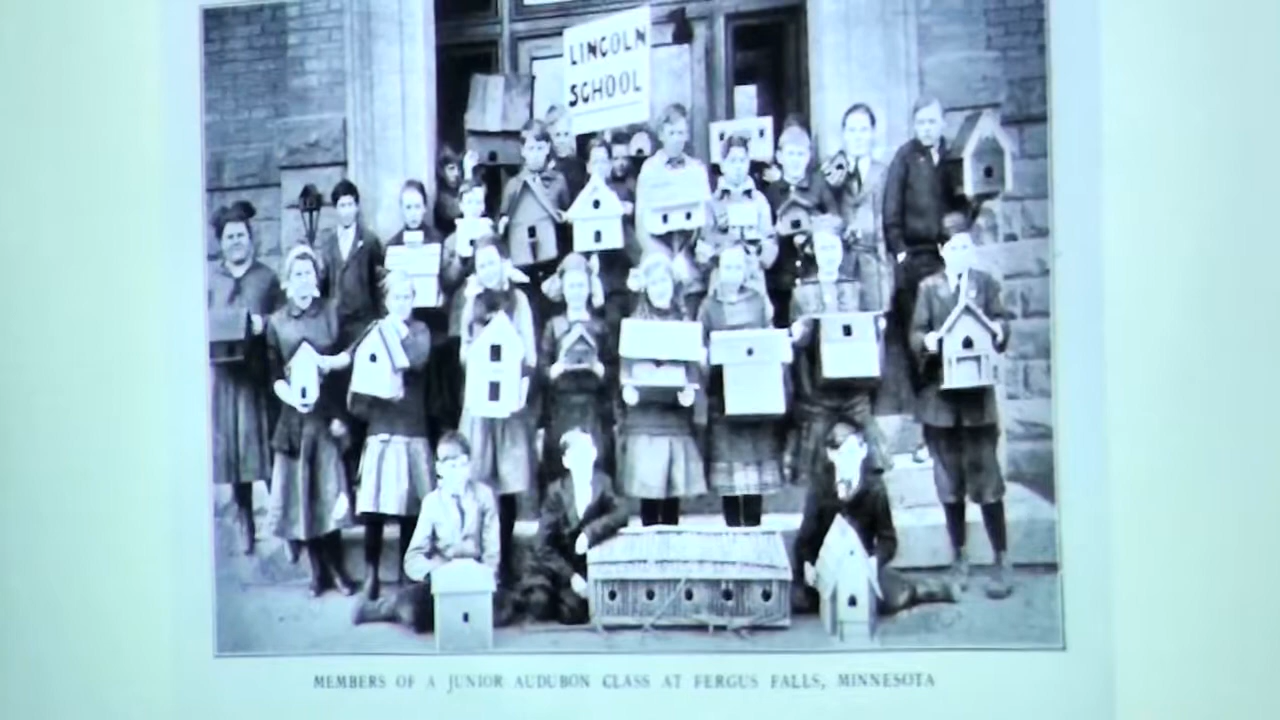 LINCOLN
SCHOOL
MEMBERS OF A JUNIOR AUDUBON CLASS AT FERGUS FALLS, MINNESOTA